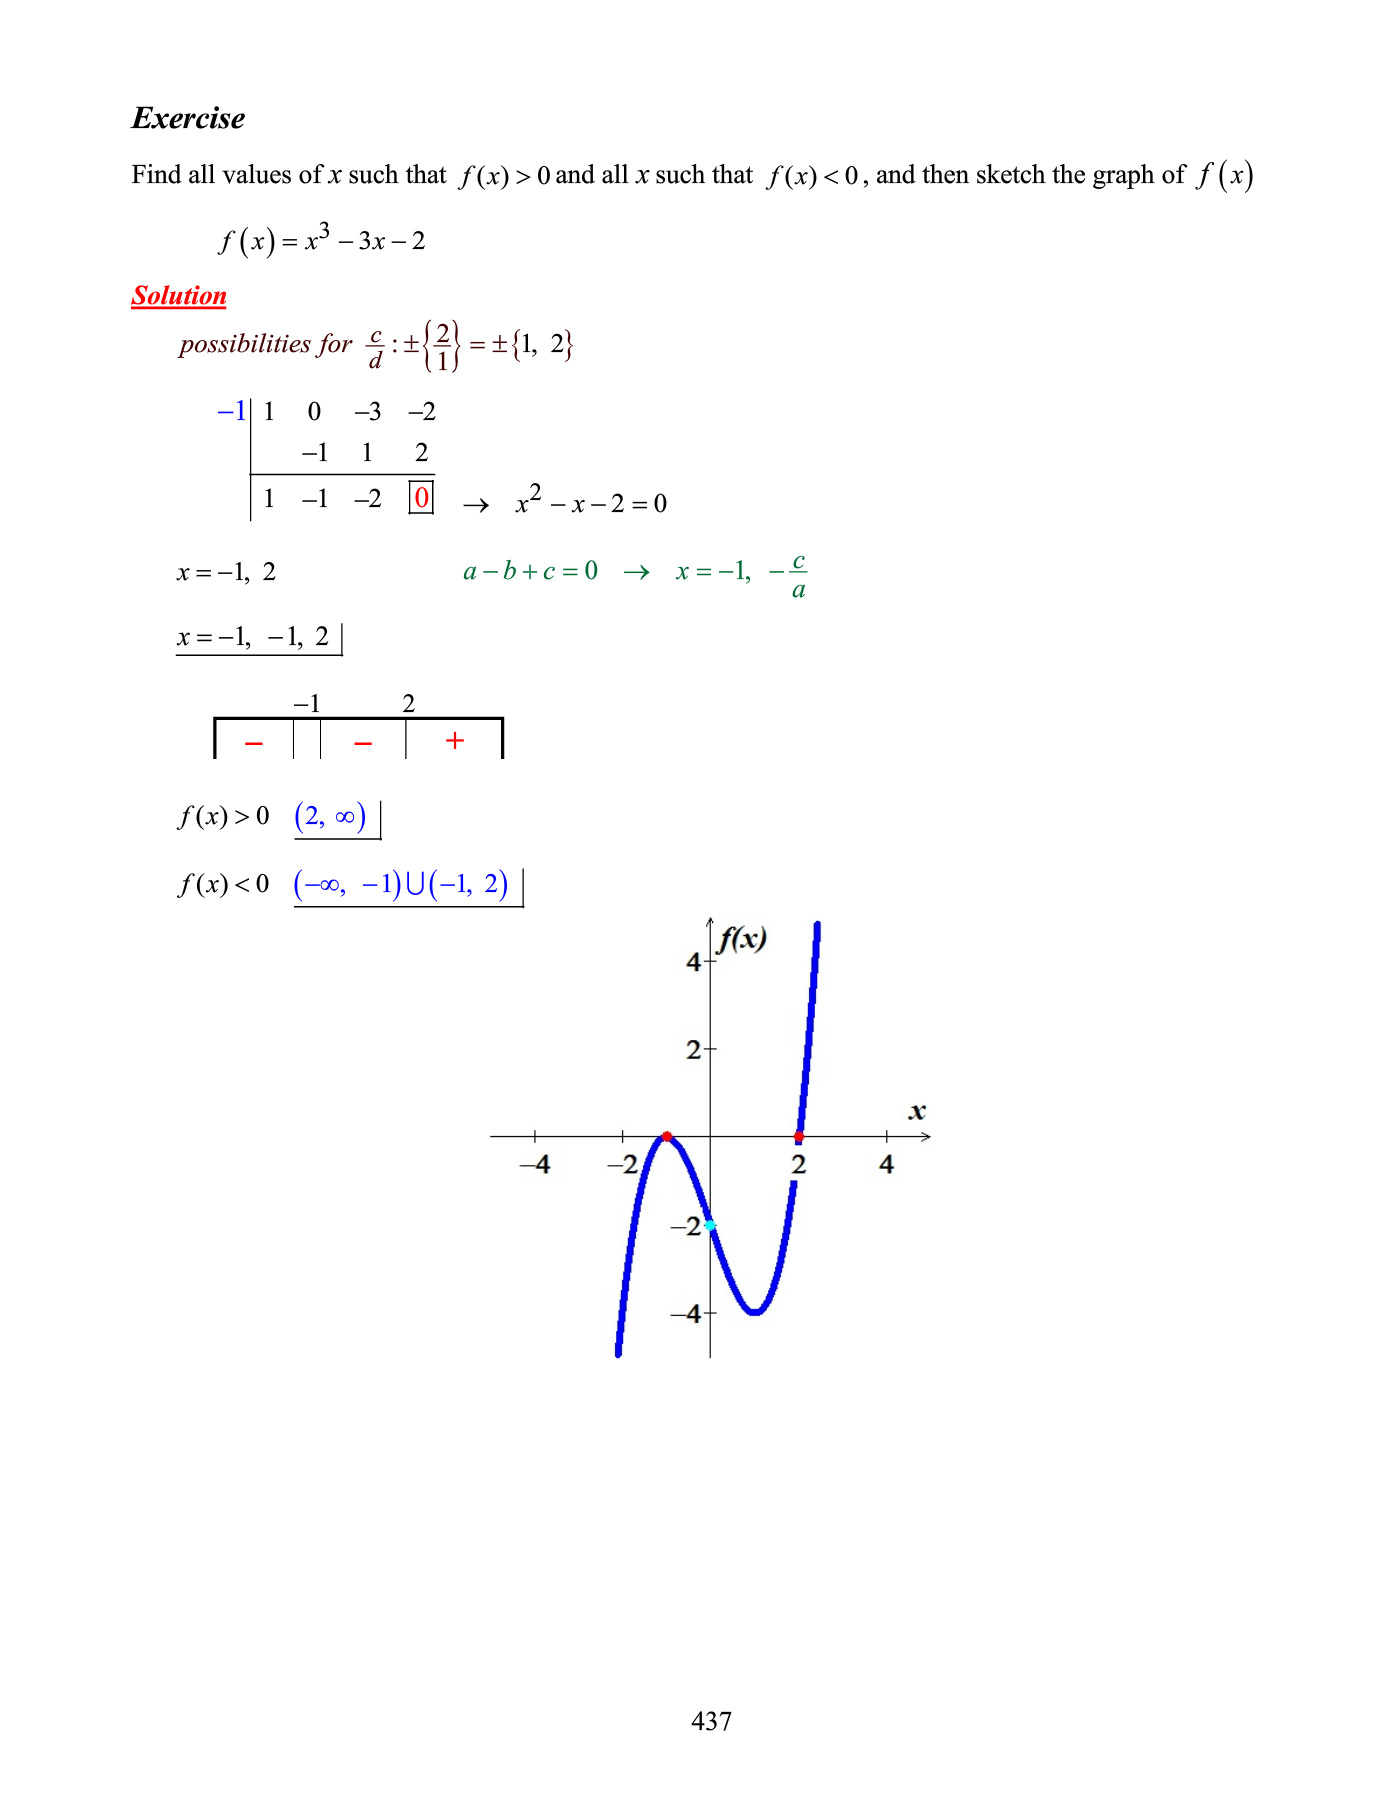 Exercise
Find all values of x such that f(x) > 0 and all x such that f(x) < 0, and then sketch the graph of f(x)
f(x) = x³ − 3x − 2
Solution
possibilities for c/d : ±{2/1} = ±{1, 2}
−1| 1 0 −3 −2
−1 1 2
1 −1 −2 0 → x² − x − 2 = 0
x = −1, 2 a − b + c = 0 → x = −1, −c/a
x = −1, −1, 2
−1 2
− − +
f(x) > 0 (2, ∞)
f(x) < 0 (−∞, −1)∪(−1, 2)
f(x)
4
2
x
−4 −2 2 4
−2
−4
437